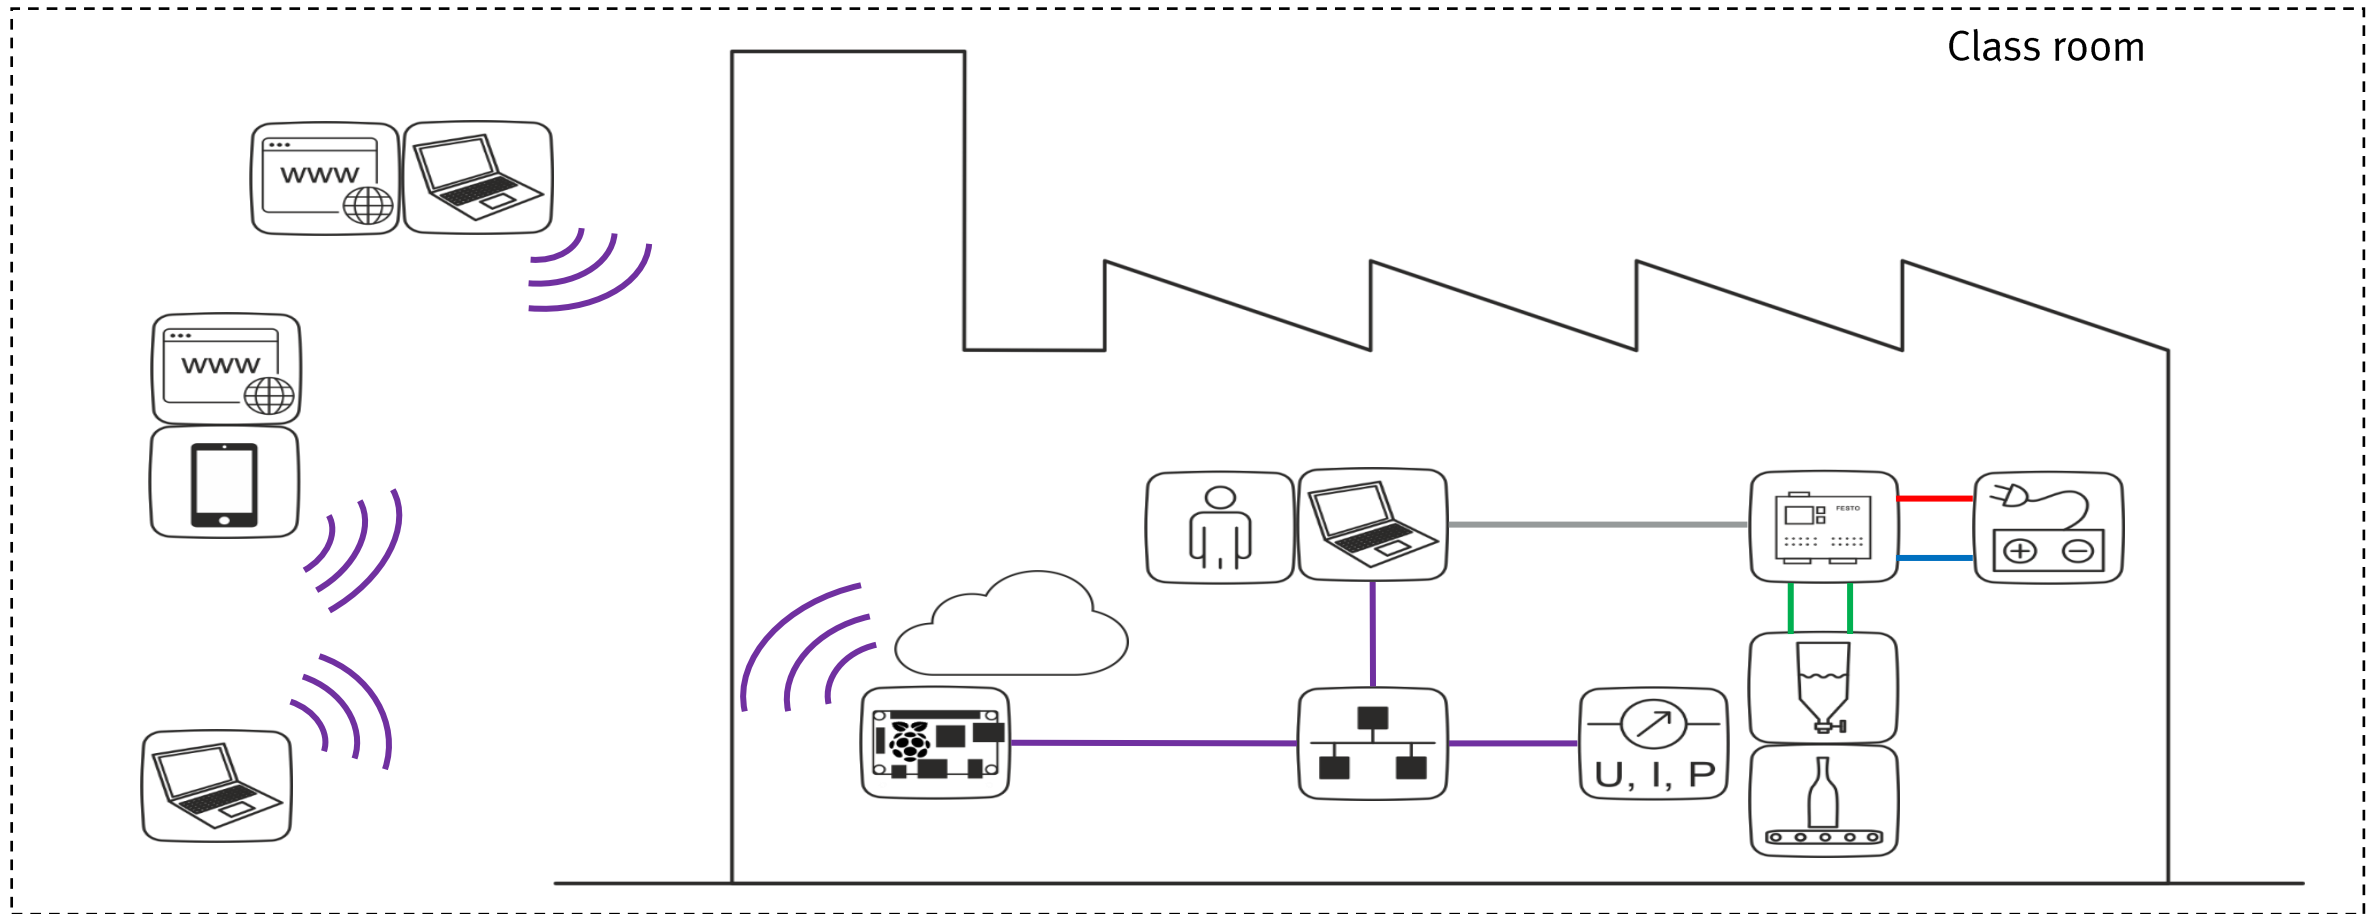 Class room
WWW
WWW
FESTO
U, I, P